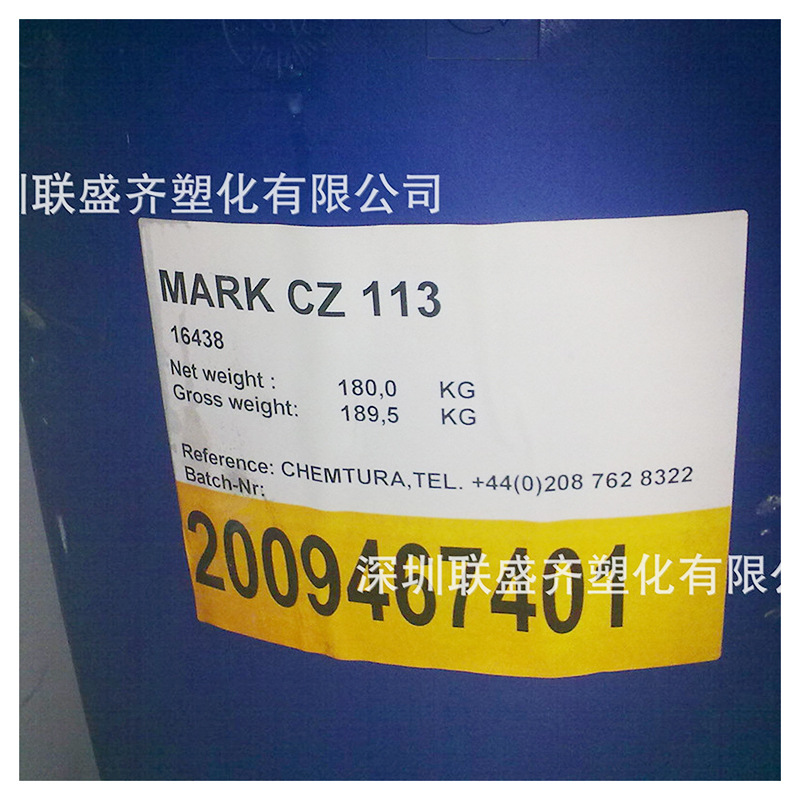 圳联盛齐塑化有限公司
MARK CZ 113
16438
Net weight : 180,0 KG
Gross weight: 189,5 KG
Reference: CHEMTURA,TEL. +44(0)208 762 8322
Batch-Nr:
2009467401
深圳联盛齐塑化有限公